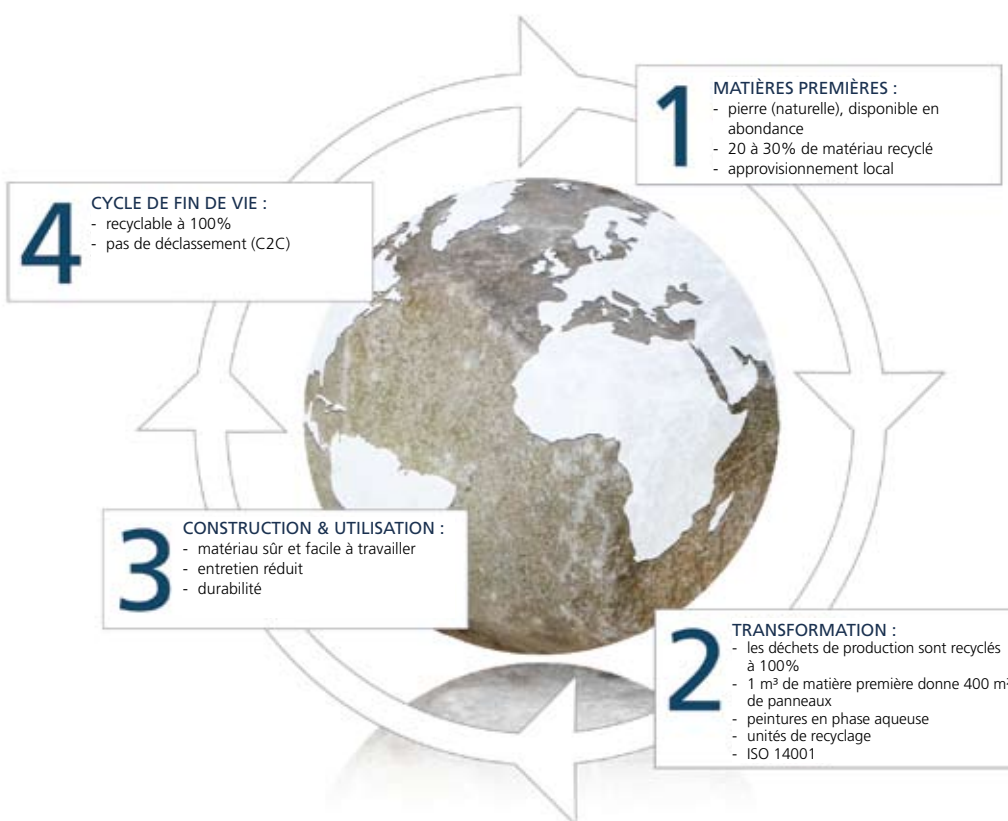 1
MATIÈRES PREMIÈRES :
- pierre (naturelle), disponible en
abondance
- 20 à 30% de matériau recyclé
- approvisionnement local
2
TRANSFORMATION :
- les déchets de production sont recyclés
à 100%
- 1 m³ de matière première donne 400 m²
de panneaux
- peintures en phase aqueuse
- unités de recyclage
- ISO 14001
3
CONSTRUCTION & UTILISATION :
- matériau sûr et facile à travailler
- entretien réduit
- durabilité
4
CYCLE DE FIN DE VIE :
- recyclable à 100%
- pas de déclassement (C2C)